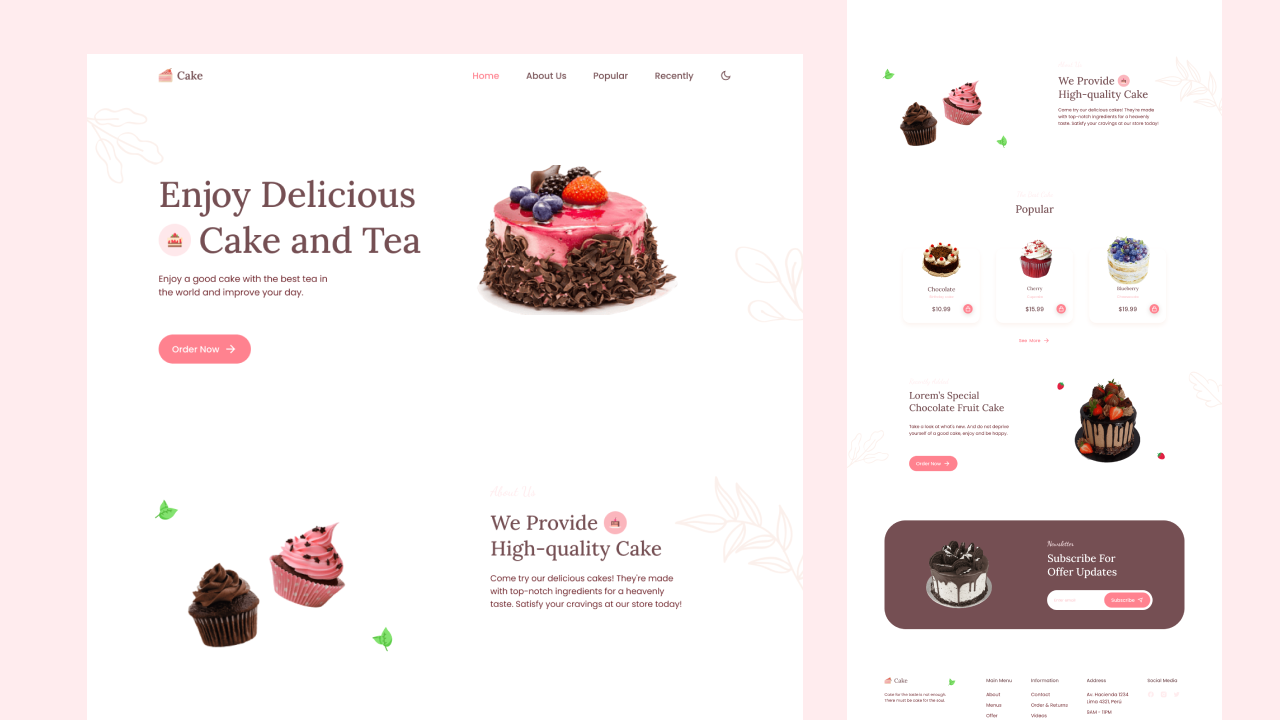 Cake
Home
About Us
Popular
Recently
Enjoy Delicious
Cake and Tea
Enjoy a good cake with the best tea in
the world and improve your day.
Order Now
About Us
We Provide
High-quality Cake
Come try our delicious cakes! They're made
with top-notch ingredients for a heavenly
taste. Satisfy your cravings at our store today!
About Us
We Provide
High-quality Cake
Come try our delicious cakes! They're made
with top-notch ingredients for a heavenly
taste. Satisfy your cravings at our store today!
Popular
Chocolate
$10.99
Cherry
$15.99
Blueberry
$19.99
See More
Lorem's Special
Chocolate Fruit Cake
Take a look at what's new. And do not deprive
yourself of a good cake, enjoy and be happy.
Order Now
Newsletter
Subscribe For
Offer Updates
Subscribe
Cake
Main Menu
About
Menus
Offer
Information
Contact
Order & Returns
Videos
Address
Av. Hacienda 1234
Lima 4321, Perú
9AM - 11PM
Social Media